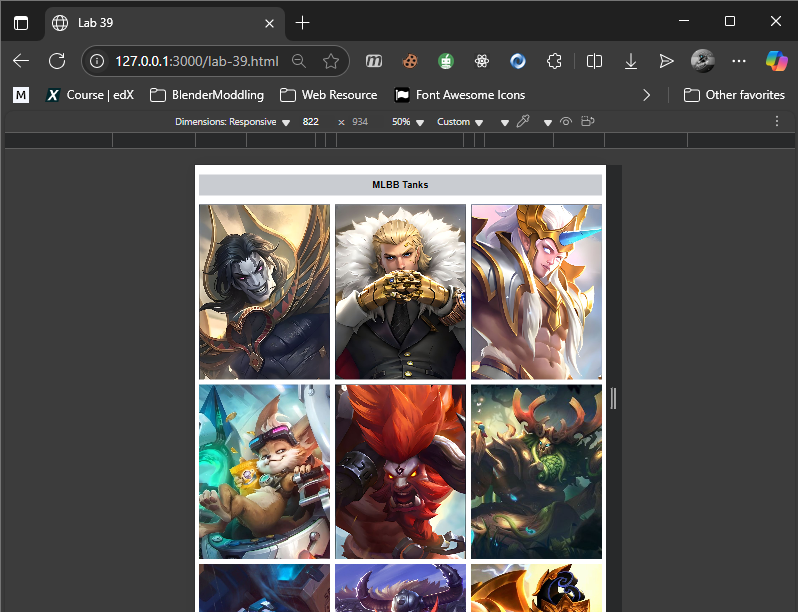 Lab 39
127.0.0.1:3000/lab-39.html
M
X Course | edX
BlenderModdling
Web Resource
Font Awesome Icons
Other favorites
Dimensions: Responsive 822 × 934 50% Custom
MLBB Tanks